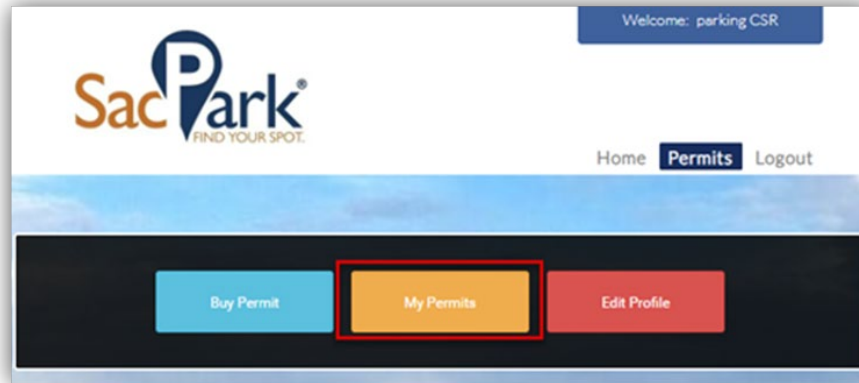 Welcome: parking CSR
SacPark®
FIND YOUR SPOT.
Home Permits Logout
Buy Permit My Permits Edit Profile